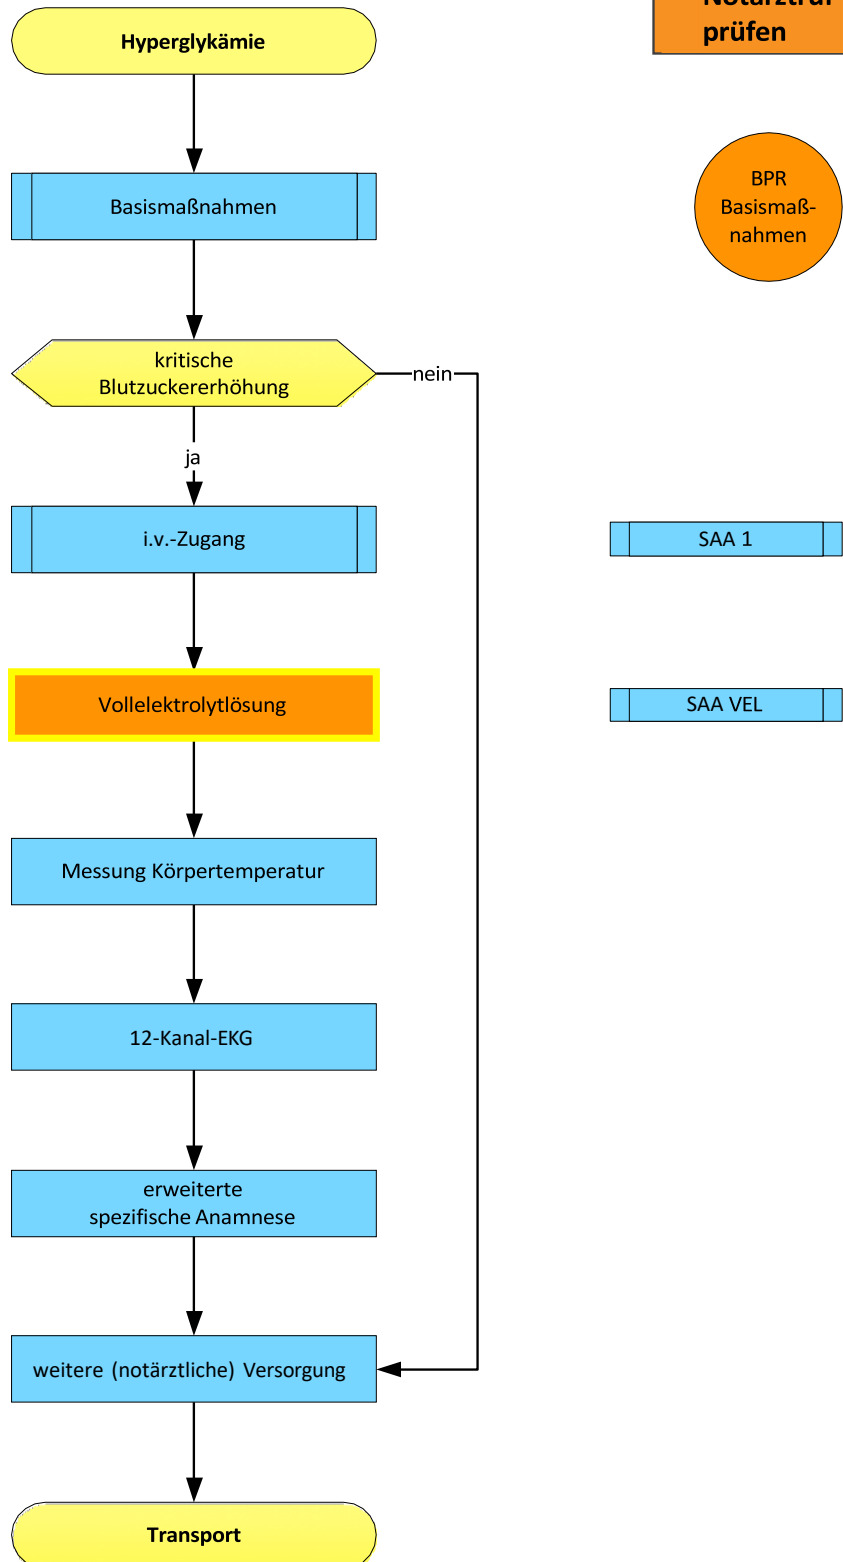 Notarztruf
prüfen
Hyperglykämie
Basismaßnahmen
BPR
Basismaß-
nahmen
kritische
Blutzuckererhöhung
nein
ja
i.v.-Zugang
SAA 1
Vollelektrolytlösung
SAA VEL
Messung Körpertemperatur
12-Kanal-EKG
erweiterte
spezifische Anamnese
weitere (notärztliche) Versorgung
Transport